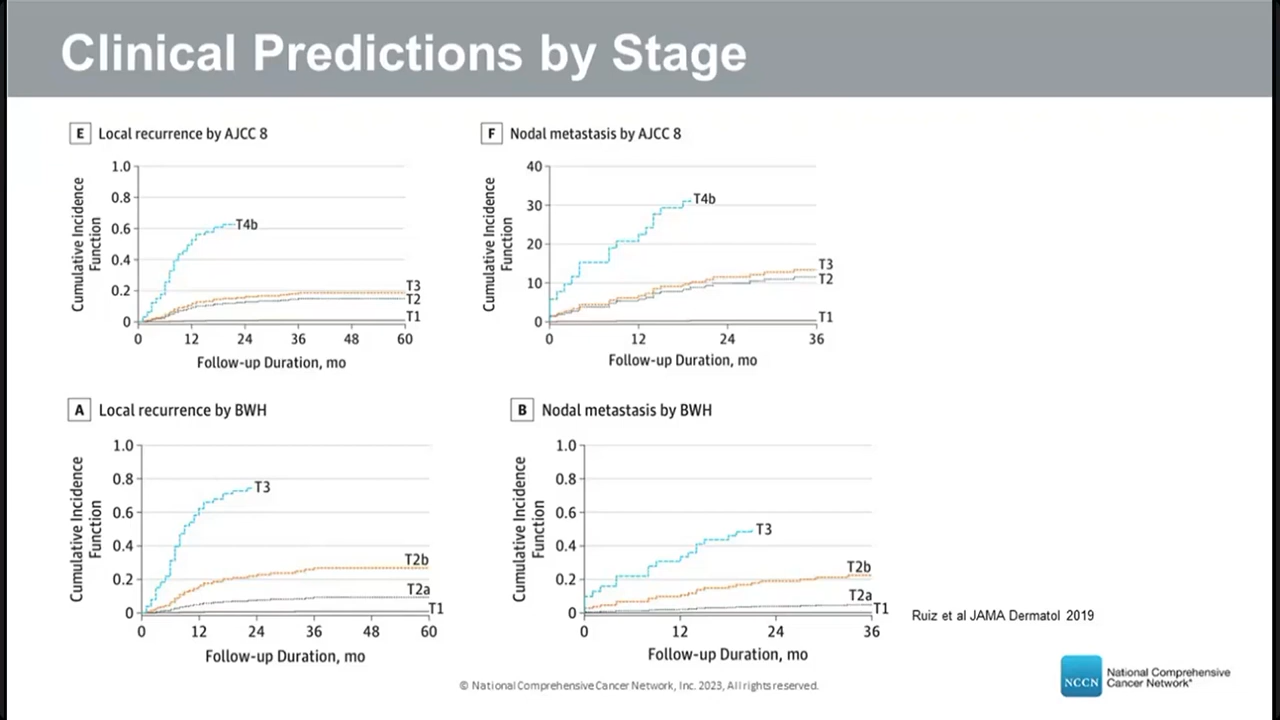 Clinical Predictions by Stage
E Local recurrence by AJCC 8
Cumulative Incidence
Function
1.0
0.8
0.6
0.4
0.2
0
T4b
T3
T2
T1
0 12 24 36 48 60
Follow-up Duration, mo
F Nodal metastasis by AJCC 8
Cumulative Incidence
Function
40
30
20
10
0
T4b
T3
T2
T1
0 12 24 36
Follow-up Duration, mo
A Local recurrence by BWH
Cumulative Incidence
Function
1.0
0.8
0.6
0.4
0.2
0
T3
T2b
T2a
T1
0 12 24 36 48 60
Follow-up Duration, mo
B Nodal metastasis by BWH
Cumulative Incidence
Function
1.0
0.8
0.6
0.4
0.2
0
T3
T2b
T2a
T1
0 12 24 36
Follow-up Duration, mo
Ruiz et al JAMA Dermatol 2019
© National Comprehensive Cancer Network, Inc. 2023, All rights reserved.
NCCN
National Comprehensive
Cancer Network®